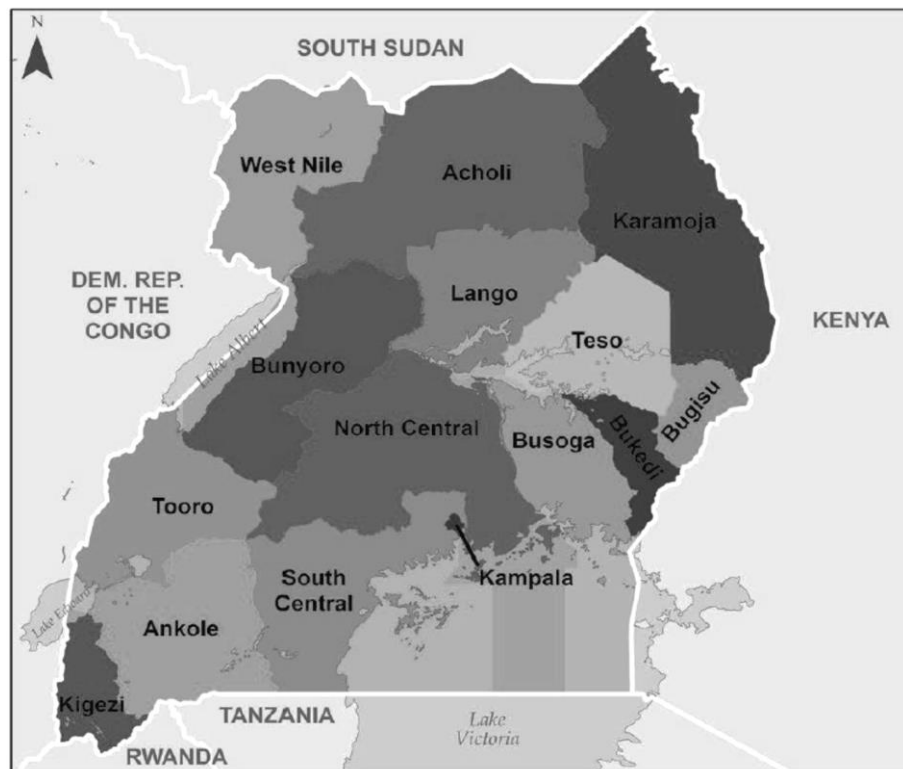 N
SOUTH SUDAN
West Nile
Acholi
Karamoja
DEM. REP.
OF THE
CONGO
Lango
KENYA
Lake Albert
Teso
Bunyoro
Bugisu
North Central
Busoga
Bukedi
Tooro
South
Central
Kampala
Lake Edward
Ankole
Kigezi
TANZANIA
Lake
Victoria
RWANDA